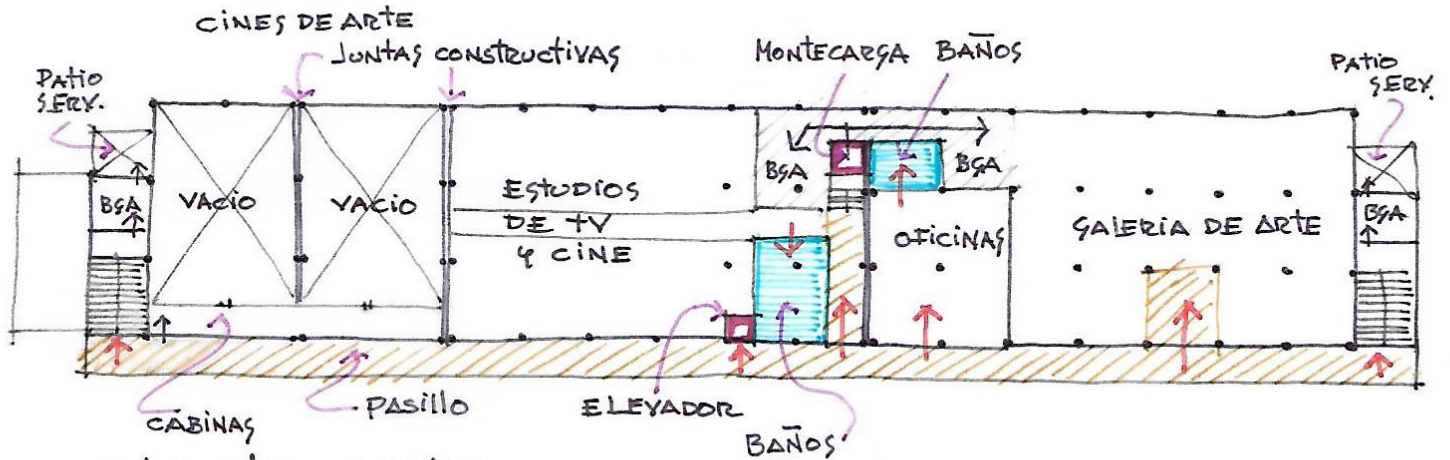 CINES DE ARTE
JUNTAS CONSTRUCTIVAS
MONTECARGA
BAÑOS
PATIO
SERV.
PATIO
SERV.
BGA
VACIO
VACIO
ESTUDIOS
DE TV
Y CINE
BGA
BGA
OFICINAS
GALERIA DE ARTE
BGA
CABINAS
PASILLO
ELEVADOR
BAÑOS